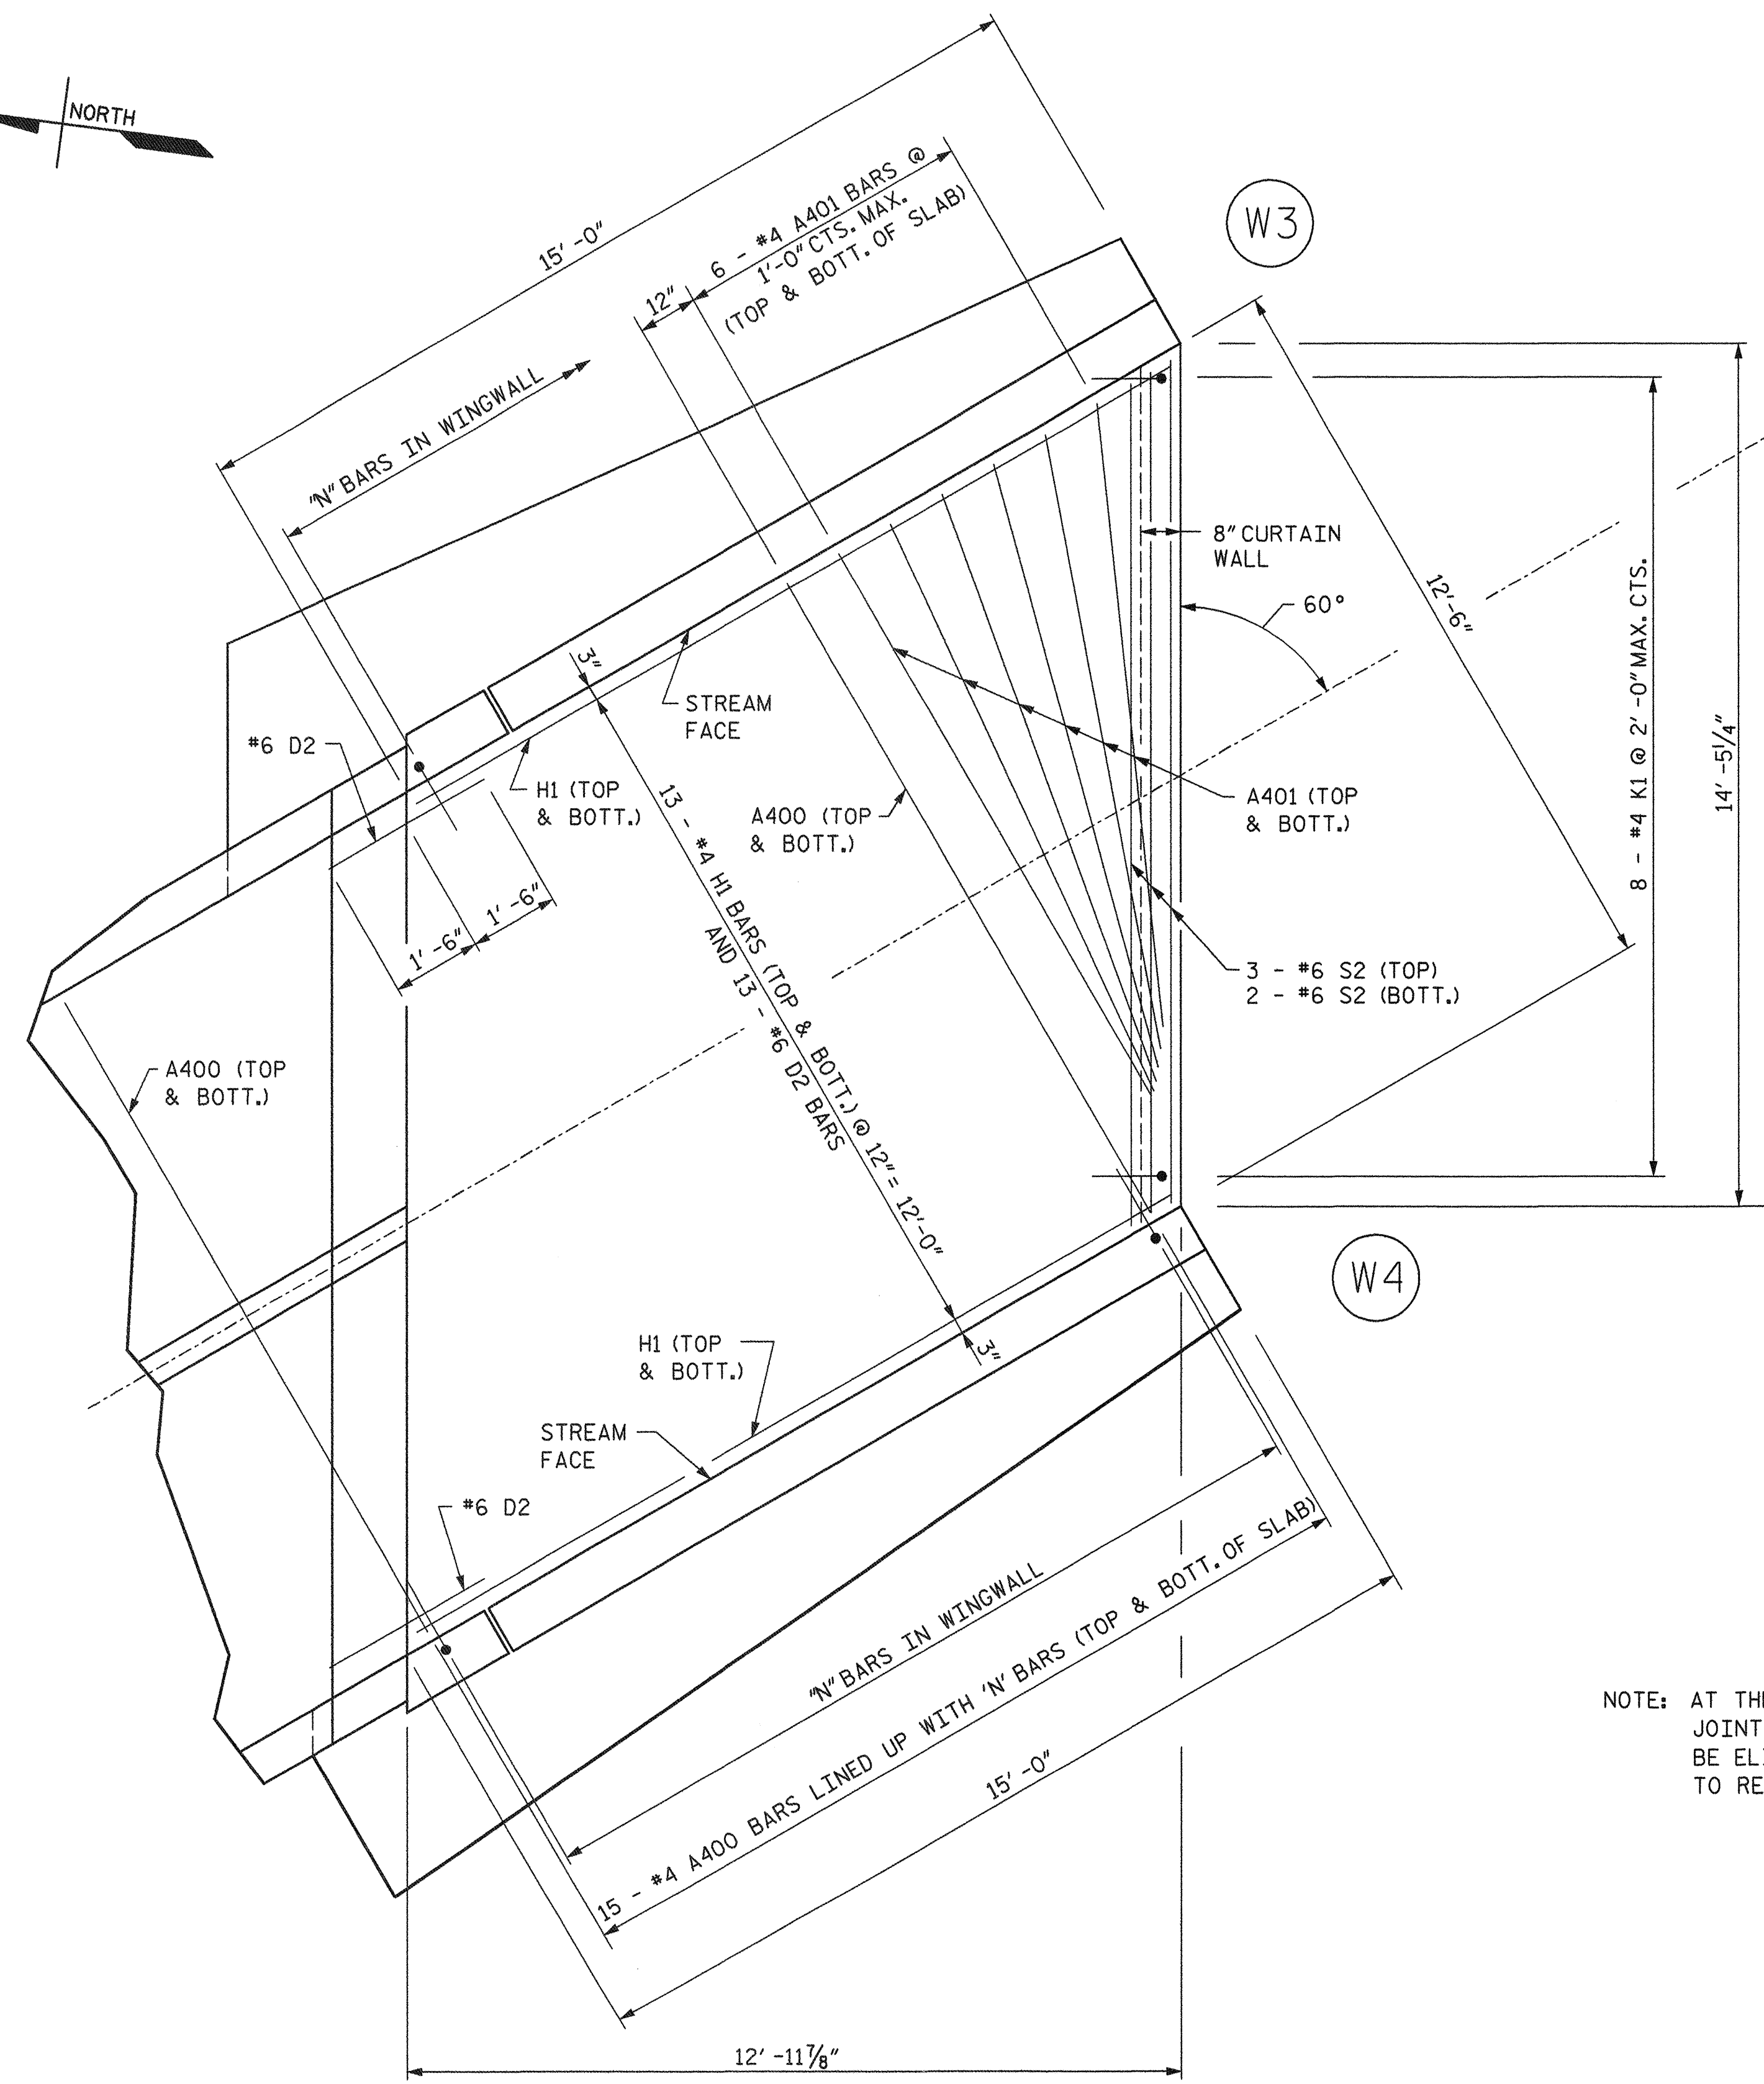 NORTH
15'-0"
6 - #4 A401 BARS @
1'-0" CTS. MAX.
(TOP & BOTT. OF SLAB)
12"
W3
"N" BARS IN WINGWALL
8" CURTAIN
WALL
60°
12'-6"
8 - #4 K1 @ 2'-0" MAX. CTS.
14'-5¼"
3"
STREAM
FACE
#6 D2
H1 (TOP
& BOTT.)
A400 (TOP
& BOTT.)
A401 (TOP
& BOTT.)
1'-6"
1'-6"
13 - #4 H1 BARS (TOP & BOTT.) @ 12" = 12'-0"
AND 13 - #6 D2 BARS
3 - #6 S2 (TOP)
2 - #6 S2 (BOTT.)
A400 (TOP
& BOTT.)
W4
H1 (TOP
& BOTT.)
3"
STREAM
FACE
#6 D2
"N" BARS IN WINGWALL
15 - #4 A400 BARS LINED UP WITH 'N' BARS (TOP & BOTT. OF SLAB)
15'-0"
NOTE: AT TH
JOINT
BE EL
TO RE
12'-11⅞"